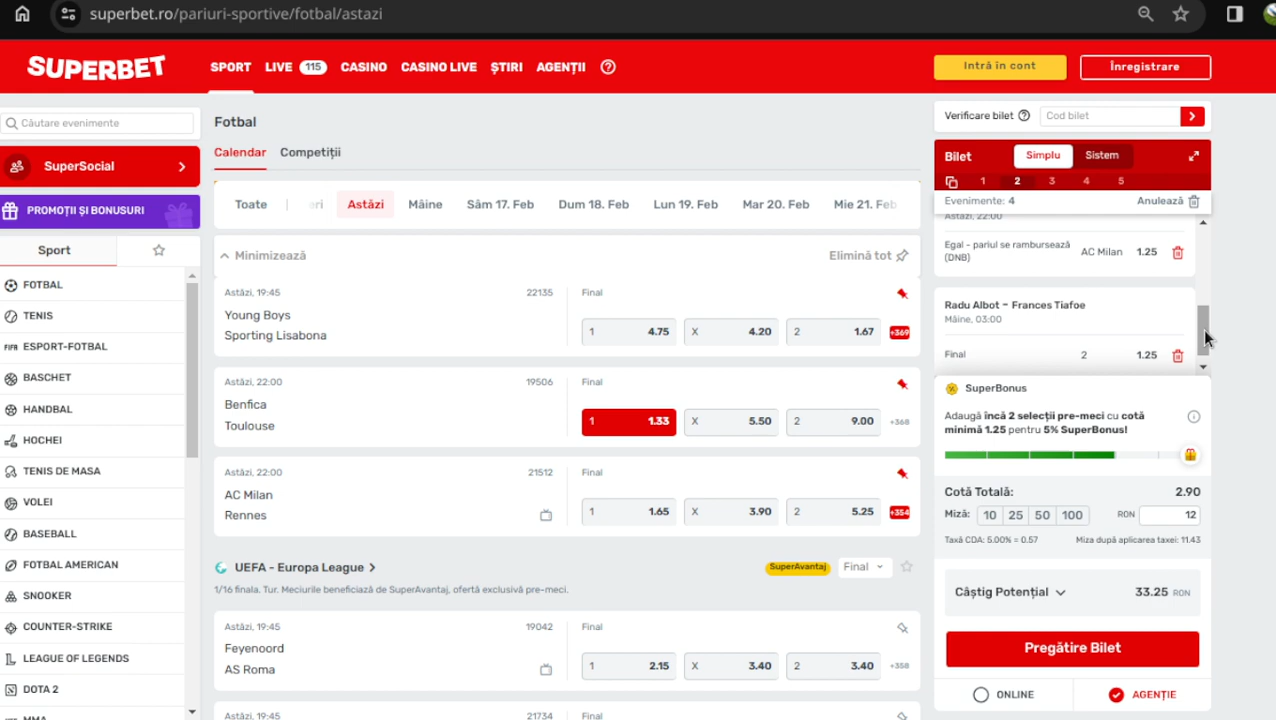 superbet.ro/pariuri-sportive/fotbal/astazi
SUPERBET
SPORT LIVE 115 CASINO CASINO LIVE ȘTIRI AGENȚII
Intră în cont
Înregistrare
Căutare evenimente
SuperSocial
PROMOȚII ȘI BONUSURI
Sport
FOTBAL
TENIS
FIFA ESPORT-FOTBAL
BASCHET
HANDBAL
HOCHEI
TENIS DE MASA
VOLEI
BASEBALL
FOTBAL AMERICAN
SNOOKER
COUNTER-STRIKE
LEAGUE OF LEGENDS
DOTA 2
MMA
Fotbal
Calendar Competiții
Toate eri Astăzi Mâine Sâm 17. Feb Dum 18. Feb Lun 19. Feb Mar 20. Feb Mie 21. Feb
Minimizează Elimină tot
Astăzi, 19:45 22135 Final
Young Boys
Sporting Lisabona
1 4.75 X 4.20 2 1.67 +369
Astăzi, 22:00 19506 Final
Benfica
Toulouse
1 1.33 X 5.50 2 9.00 +368
Astăzi, 22:00 21512 Final
AC Milan
Rennes
1 1.65 X 3.90 2 5.25 +354
UEFA - Europa League SuperAvantaj Final
1/16 finala. Tur. Meciurile beneficiază de SuperAvantaj, ofertă exclusivă pre-meci.
Astăzi, 19:45 19042 Final
Feyenoord
AS Roma
1 2.15 X 3.40 2 3.40 +358
Astăzi, 19:45 21734 Final
Verificare bilet Cod bilet
Bilet Simplu Sistem
1 2 3 4 5
Evenimente: 4 Anulează
Astăzi, 22:00
Egal - pariul se rambursează
(DNB) AC Milan 1.25
Radu Albot - Frances Tiafoe
Mâine, 03:00
Final 2 1.25
SuperBonus
Adaugă încă 2 selecții pre-meci cu cotă
minimă 1.25 pentru 5% SuperBonus!
Cotă Totală: 2.90
Miză: 10 25 50 100 RON 12
Taxă CDA: 5.00% = 0.57 Miza după aplicarea taxei: 11.43
Câștig Potențial 33.25 RON
Pregătire Bilet
ONLINE AGENȚIE